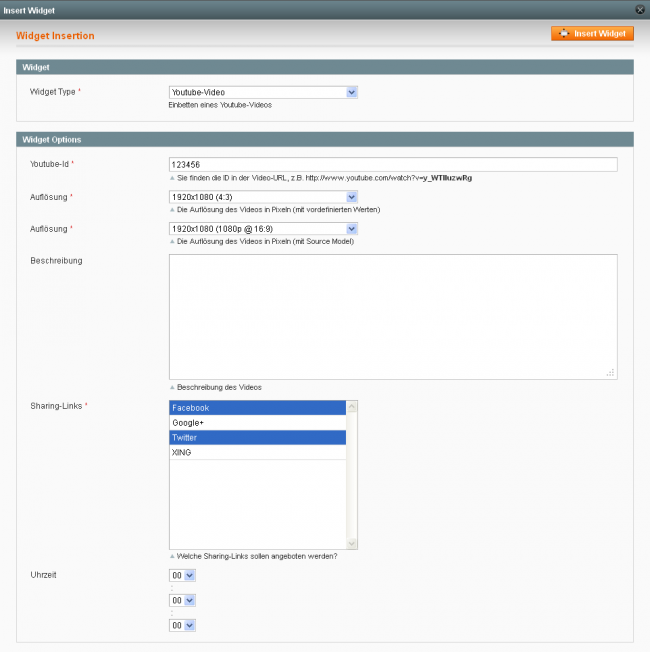 Insert Widget
Widget Insertion
Insert Widget
Widget
Widget Type *
Youtube-Video
Einbetten eines Youtube-Videos
Widget Options
Youtube-Id *
123456
Sie finden die ID in der Video-URL, z.B. http://www.youtube.com/watch?v=y_WTlluzwRg
Auflösung *
1920x1080 (4:3)
Die Auflösung des Videos in Pixeln (mit vordefinierten Werten)
Auflösung *
1920x1080 (1080p @ 16:9)
Die Auflösung des Videos in Pixeln (mit Source Model)
Beschreibung
Beschreibung des Videos
Sharing-Links *
Facebook
Google+
Twitter
XING
Welche Sharing-Links sollen angeboten werden?
Uhrzeit
00
:
00
:
00